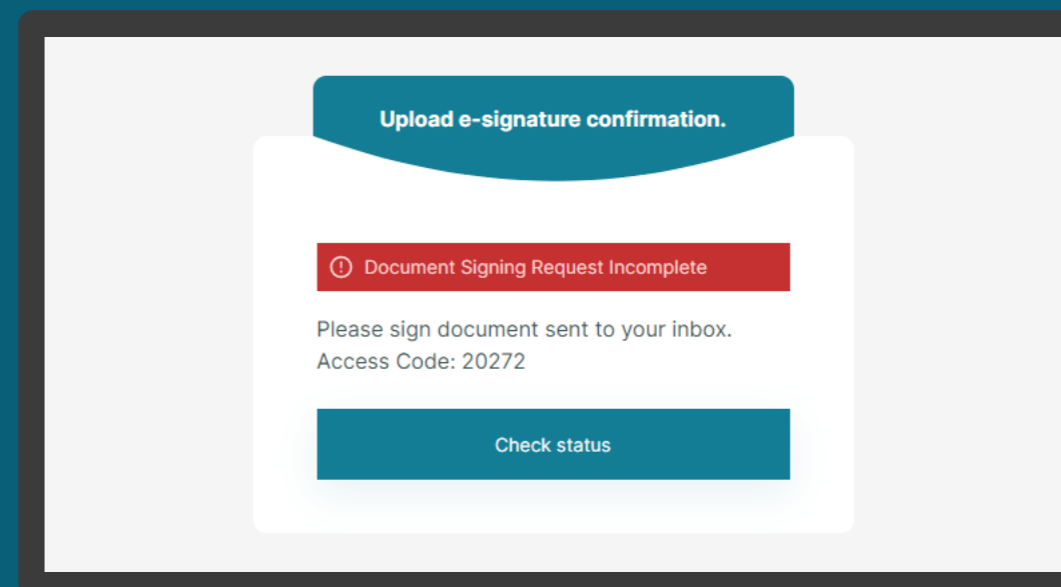 Upload e-signature confirmation.
Document Signing Request Incomplete
Please sign document sent to your inbox.
Access Code: 20272
Check status